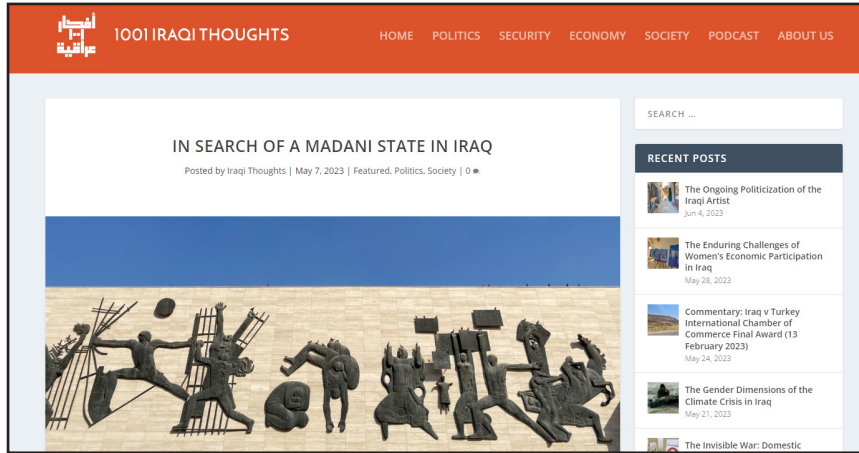 أفكار
١٠٠١
عراقية
1001 IRAQI THOUGHTS
HOME POLITICS SECURITY ECONOMY SOCIETY PODCAST ABOUT US
IN SEARCH OF A MADANI STATE IN IRAQ
Posted by Iraqi Thoughts | May 7, 2023 | Featured, Politics, Society | 0
SEARCH ...
RECENT POSTS
The Ongoing Politicization of the
Iraqi Artist
Jun 4, 2023
The Enduring Challenges of
Women's Economic Participation
in Iraq
May 28, 2023
Commentary: Iraq v Turkey
International Chamber of
Commerce Final Award (13
February 2023)
May 24, 2023
The Gender Dimensions of the
Climate Crisis in Iraq
May 21, 2023
The Invisible War: Domestic